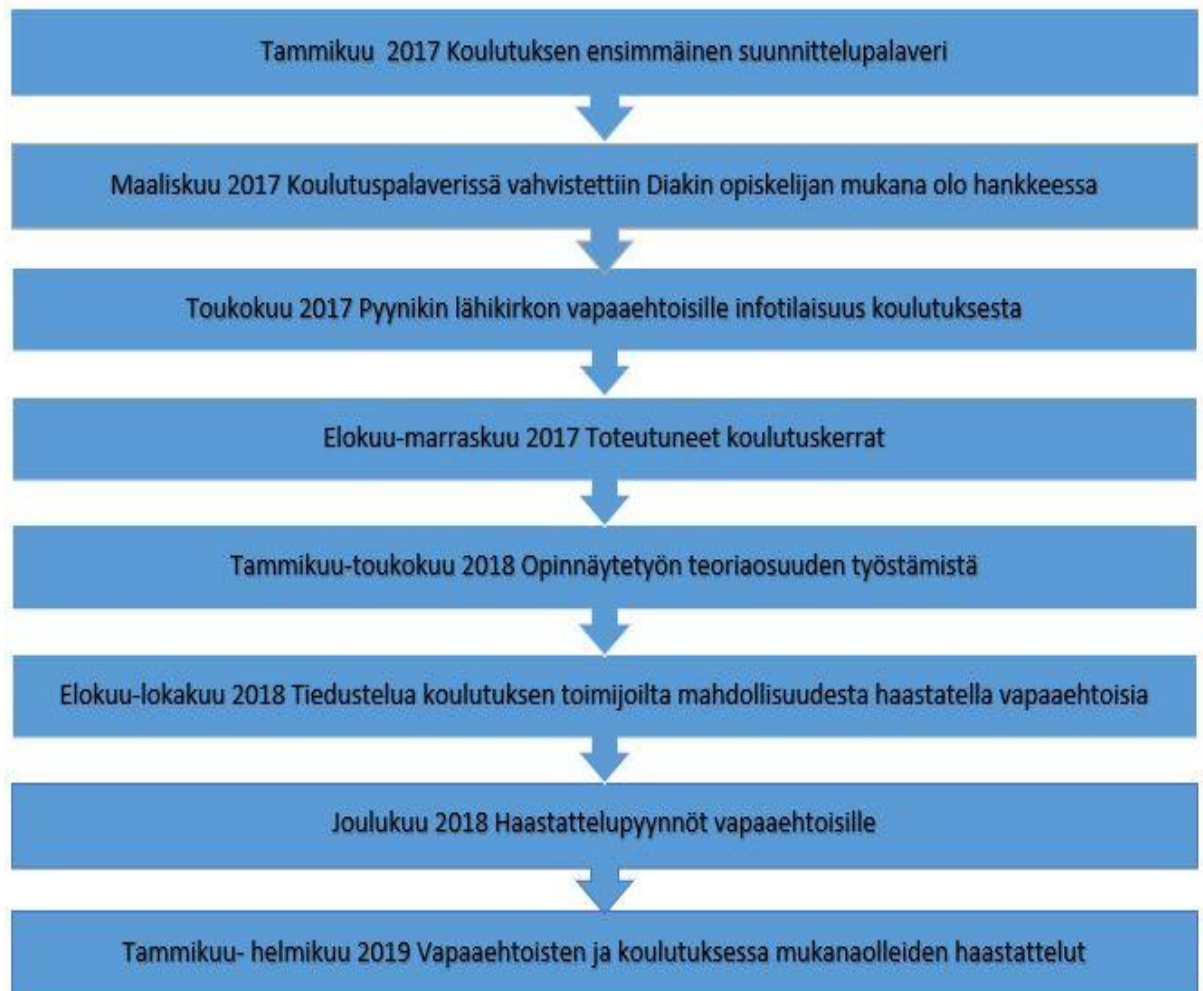 Tammikuu 2017 Koulutuksen ensimmäinen suunnittelupalaveri
Maaliskuu 2017 Koulutuspalaverissä vahvistettiin Diakin opiskelijan mukana olo hankkeessa
Toukokuu 2017 Pyynikin lähikirkon vapaaehtoisille infotilaisuus koulutuksesta
Elokuu-marraskuu 2017 Toteutuneet koulutuskerrat
Tammikuu-toukokuu 2018 Opinnäytetyön teoriaosuuden työstämistä
Elokuu-lokakuu 2018 Tiedustelua koulutuksen toimijoilta mahdollisuudesta haastatella vapaaehtoisia
Joulukuu 2018 Haastattelupyynnöt vapaaehtoisille
Tammikuu- helmikuu 2019 Vapaaehtoisten ja koulutuksessa mukanaolleiden haastattelut